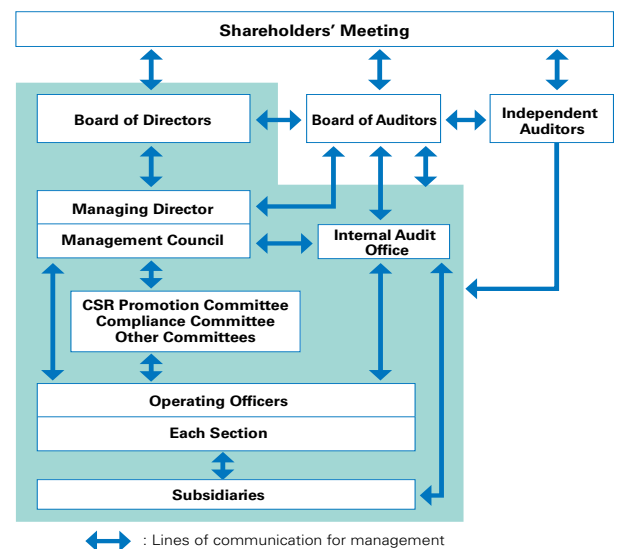 Shareholders’ Meeting
Board of Directors
Board of Auditors
Independent
Auditors
Managing Director
Management Council
Internal Audit
Office
CSR Promotion Committee
Compliance Committee
Other Committees
Operating Officers
Each Section
Subsidiaries
: Lines of communication for management